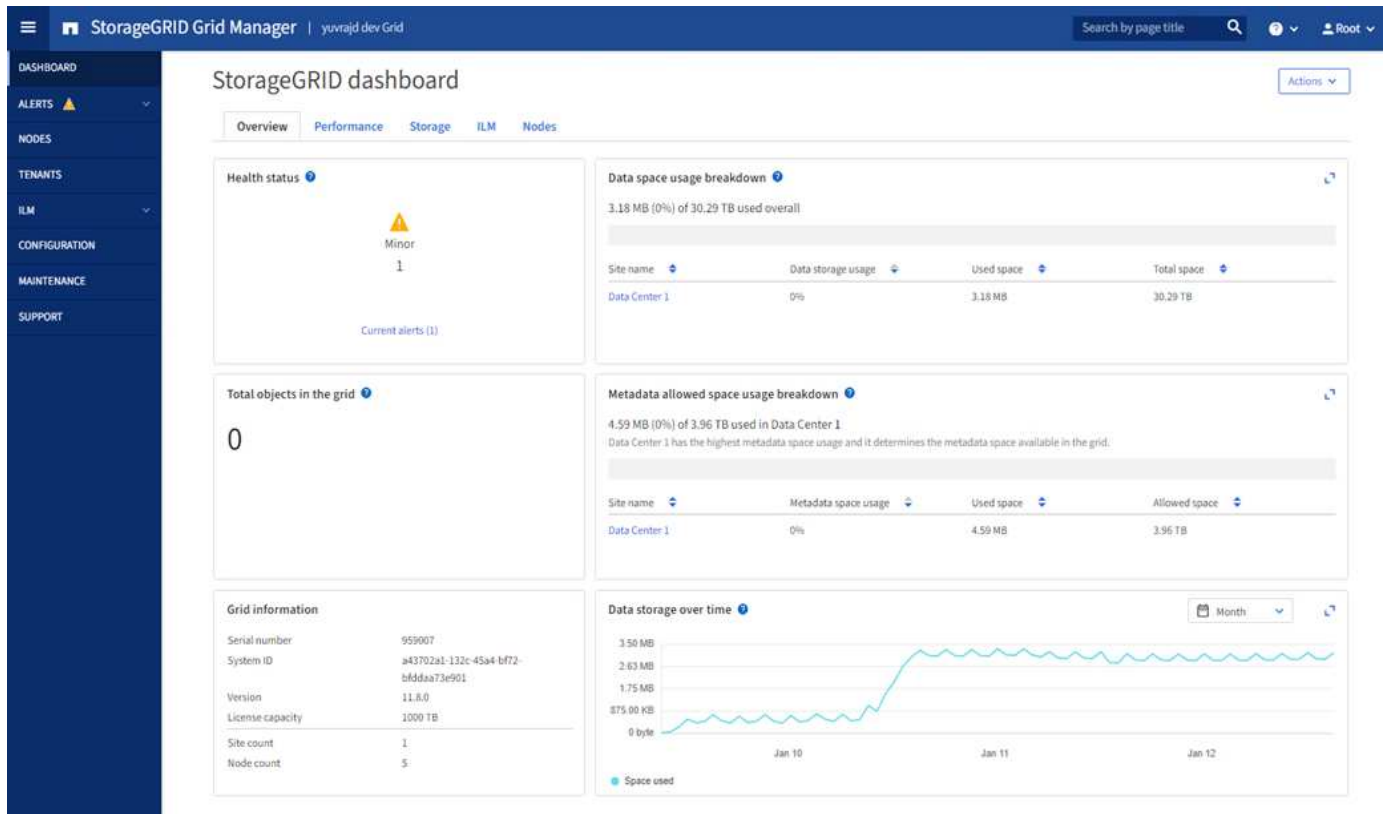 StorageGRID Grid Manager | yuvrajd dev Grid
Search by page title
Root
DASHBOARD
ALERTS
NODES
TENANTS
ILM
CONFIGURATION
MAINTENANCE
SUPPORT
StorageGRID dashboard
Actions
Overview Performance Storage ILM Nodes
Health status
Minor
1
Current alerts (1)
Data space usage breakdown
3.18 MB (0%) of 30.29 TB used overall
Site name Data storage usage Used space Total space
Data Center 1 0% 3.18 MB 30.29 TB
Total objects in the grid
0
Metadata allowed space usage breakdown
4.59 MB (0%) of 3.96 TB used in Data Center 1
Data Center 1 has the highest metadata space usage and it determines the metadata space available in the grid.
Site name Metadata space usage Used space Allowed space
Data Center 1 0% 4.59 MB 3.96 TB
Grid information
Serial number 959007
System ID a43702a1-132c-45a4-bf72-
bfddaa73e901
Version 11.8.0
License capacity 1000 TB
Site count 1
Node count 5
Data storage over time
Month
3.50 MB
2.63 MB
1.75 MB
875.00 KB
0 byte
Jan 10 Jan 11 Jan 12
Space used